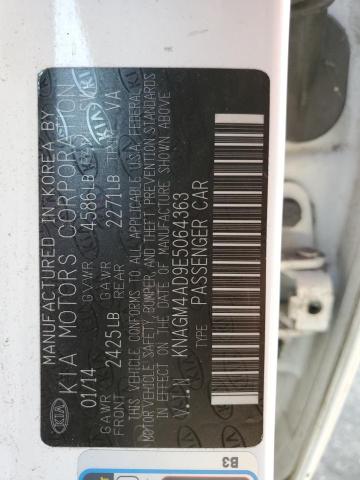 MANUFACTURED IN KOREA BY
KIA MOTORS CORPORATION
01/14 GVWR 4586LB
GAWR GAWR
FRONT 2425LB REAR 2271LB VA
THIS VEHICLE CONFORMS TO ALL APPLICABLE U.S.A. FEDERAL
MOTOR VEHICLE SAFETY, BUMPER, AND THEFT PREVENTION STANDARDS
IN EFFECT ON THE DATE OF MANUFACTURE SHOWN ABOVE.
V.I.N KNAGM4AD9E5064363
TYPE PASSENGER CAR
KIA
B3